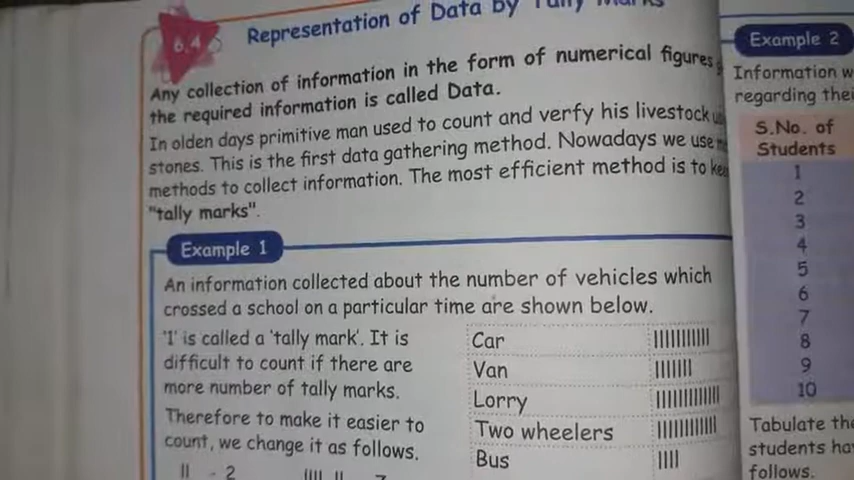 6.4
Representation of Data by Tally Marks
Any collection of information in the form of numerical figures
the required information is called Data.
In olden days primitive man used to count and verfy his livestock
stones. This is the first data gathering method. Nowadays we use
methods to collect information. The most efficient method is to
"tally marks".
Example 1
An information collected about the number of vehicles which
crossed a school on a particular time are shown below.
'1' is called a 'tally mark'. It is
difficult to count if there are
more number of tally marks.
Therefore to make it easier to
count, we change it as follows.
|| - 2
Car
Van
Lorry
Two wheelers
Bus ||||
Example 2
Information
regarding
S.No. of
Students
1
2
3
4
5
6
7
8
9
10
Tabulate
students
follows.